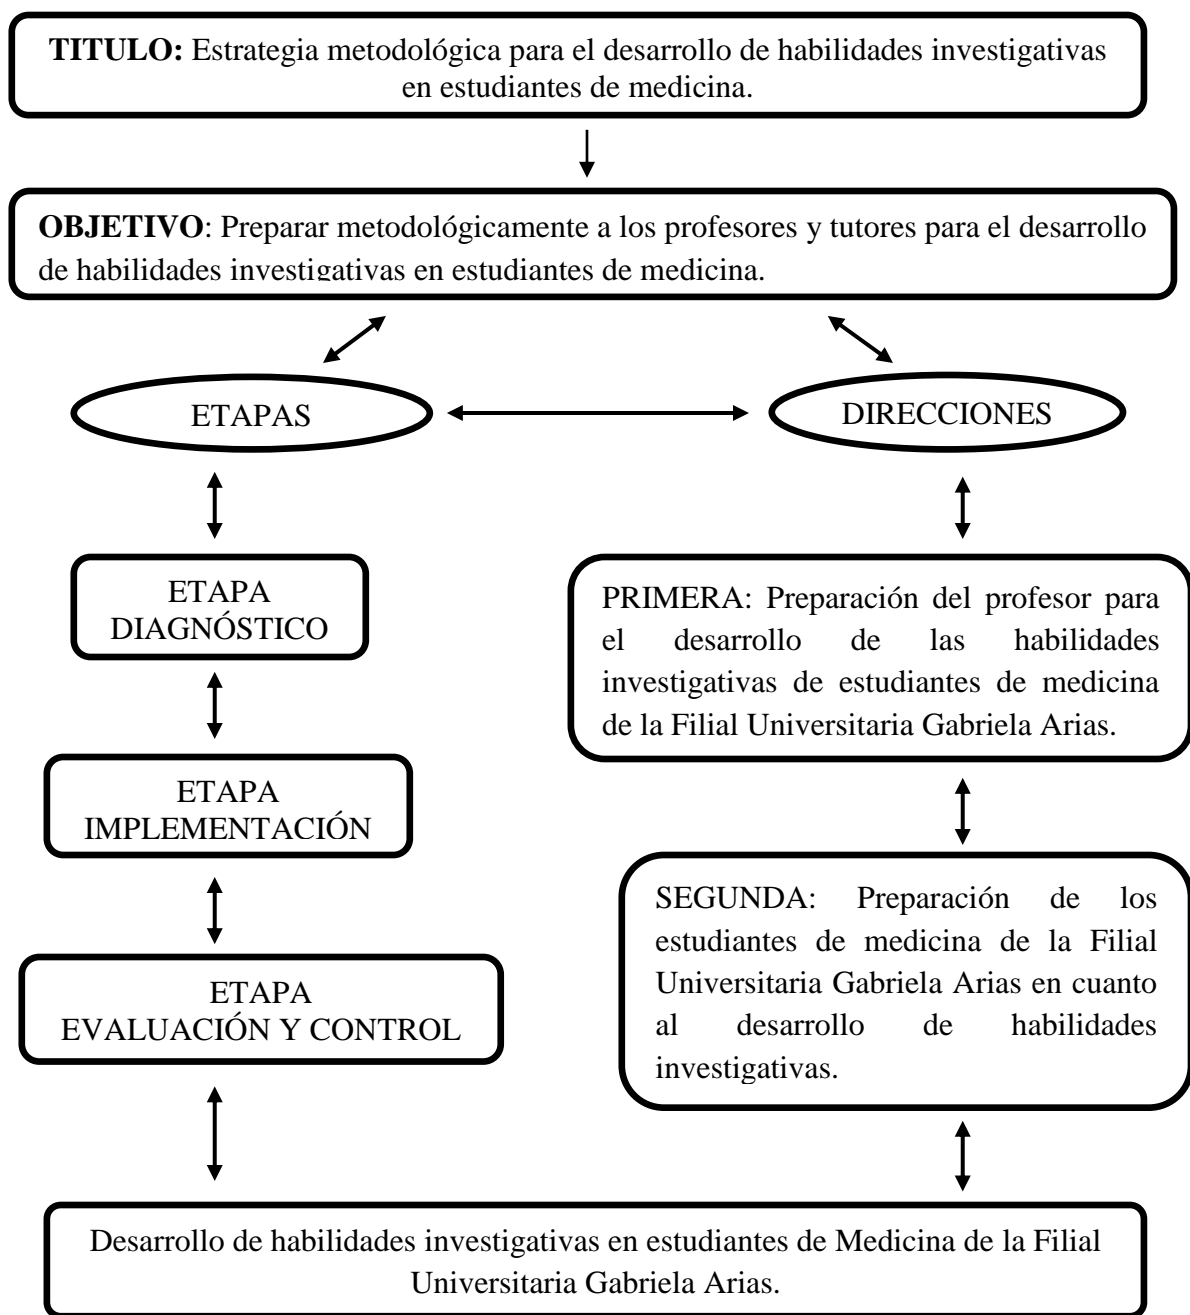 TITULO: Estrategia metodológica para el desarrollo de habilidades investigativas
en estudiantes de medicina.
OBJETIVO: Preparar metodológicamente a los profesores y tutores para el desarrollo
de habilidades investigativas en estudiantes de medicina.
ETAPAS
DIRECCIONES
ETAPA
DIAGNÓSTICO
ETAPA
IMPLEMENTACIÓN
ETAPA
EVALUACIÓN Y CONTROL
PRIMERA: Preparación del profesor para
el desarrollo de las habilidades
investigativas de estudiantes de medicina
de la Filial Universitaria Gabriela Arias.
SEGUNDA: Preparación de los
estudiantes de medicina de la Filial
Universitaria Gabriela Arias en cuanto
al desarrollo de habilidades
investigativas.
Desarrollo de habilidades investigativas en estudiantes de Medicina de la Filial
Universitaria Gabriela Arias.